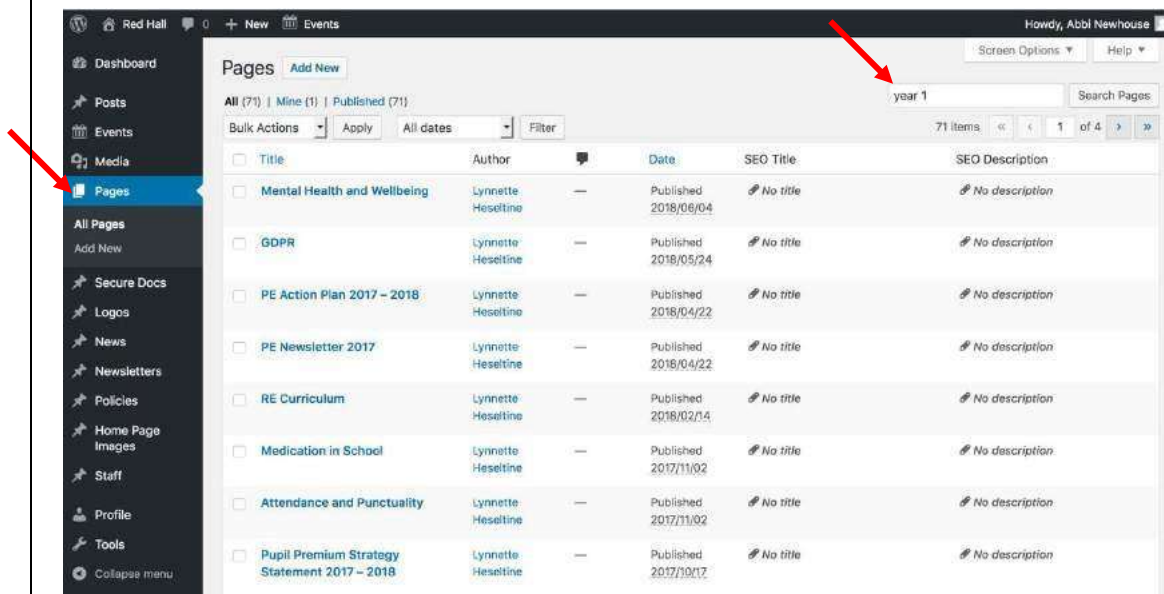 Red Hall 0 + New Events Howdy, Abbi Newhouse
Screen Options Help
Dashboard
Posts
Events
Media
Pages
All Pages
Add New
Secure Docs
Logos
News
Newsletters
Policies
Home Page
Images
Staff
Profile
Tools
Collapse menu
Pages Add New
All (71) | Mine (1) | Published (71)
year 1 Search Pages
Bulk Actions Apply All dates Filter 71 items « ‹ 1 of 4 › »
Title Author Date SEO Title SEO Description
Mental Health and Wellbeing Lynnette — Published No title No description
Heseltine 2018/06/04
GDPR Lynnette — Published No title No description
Heseltine 2018/05/24
PE Action Plan 2017 – 2018 Lynnette — Published No title No description
Heseltine 2018/04/22
PE Newsletter 2017 Lynnette — Published No title No description
Heseltine 2018/04/22
RE Curriculum Lynnette — Published No title No description
Heseltine 2018/02/14
Medication in School Lynnette — Published No title No description
Heseltine 2017/11/02
Attendance and Punctuality Lynnette — Published No title No description
Heseltine 2017/11/02
Pupil Premium Strategy Lynnette — Published No title No description
Statement 2017 – 2018 Heseltine 2017/10/17